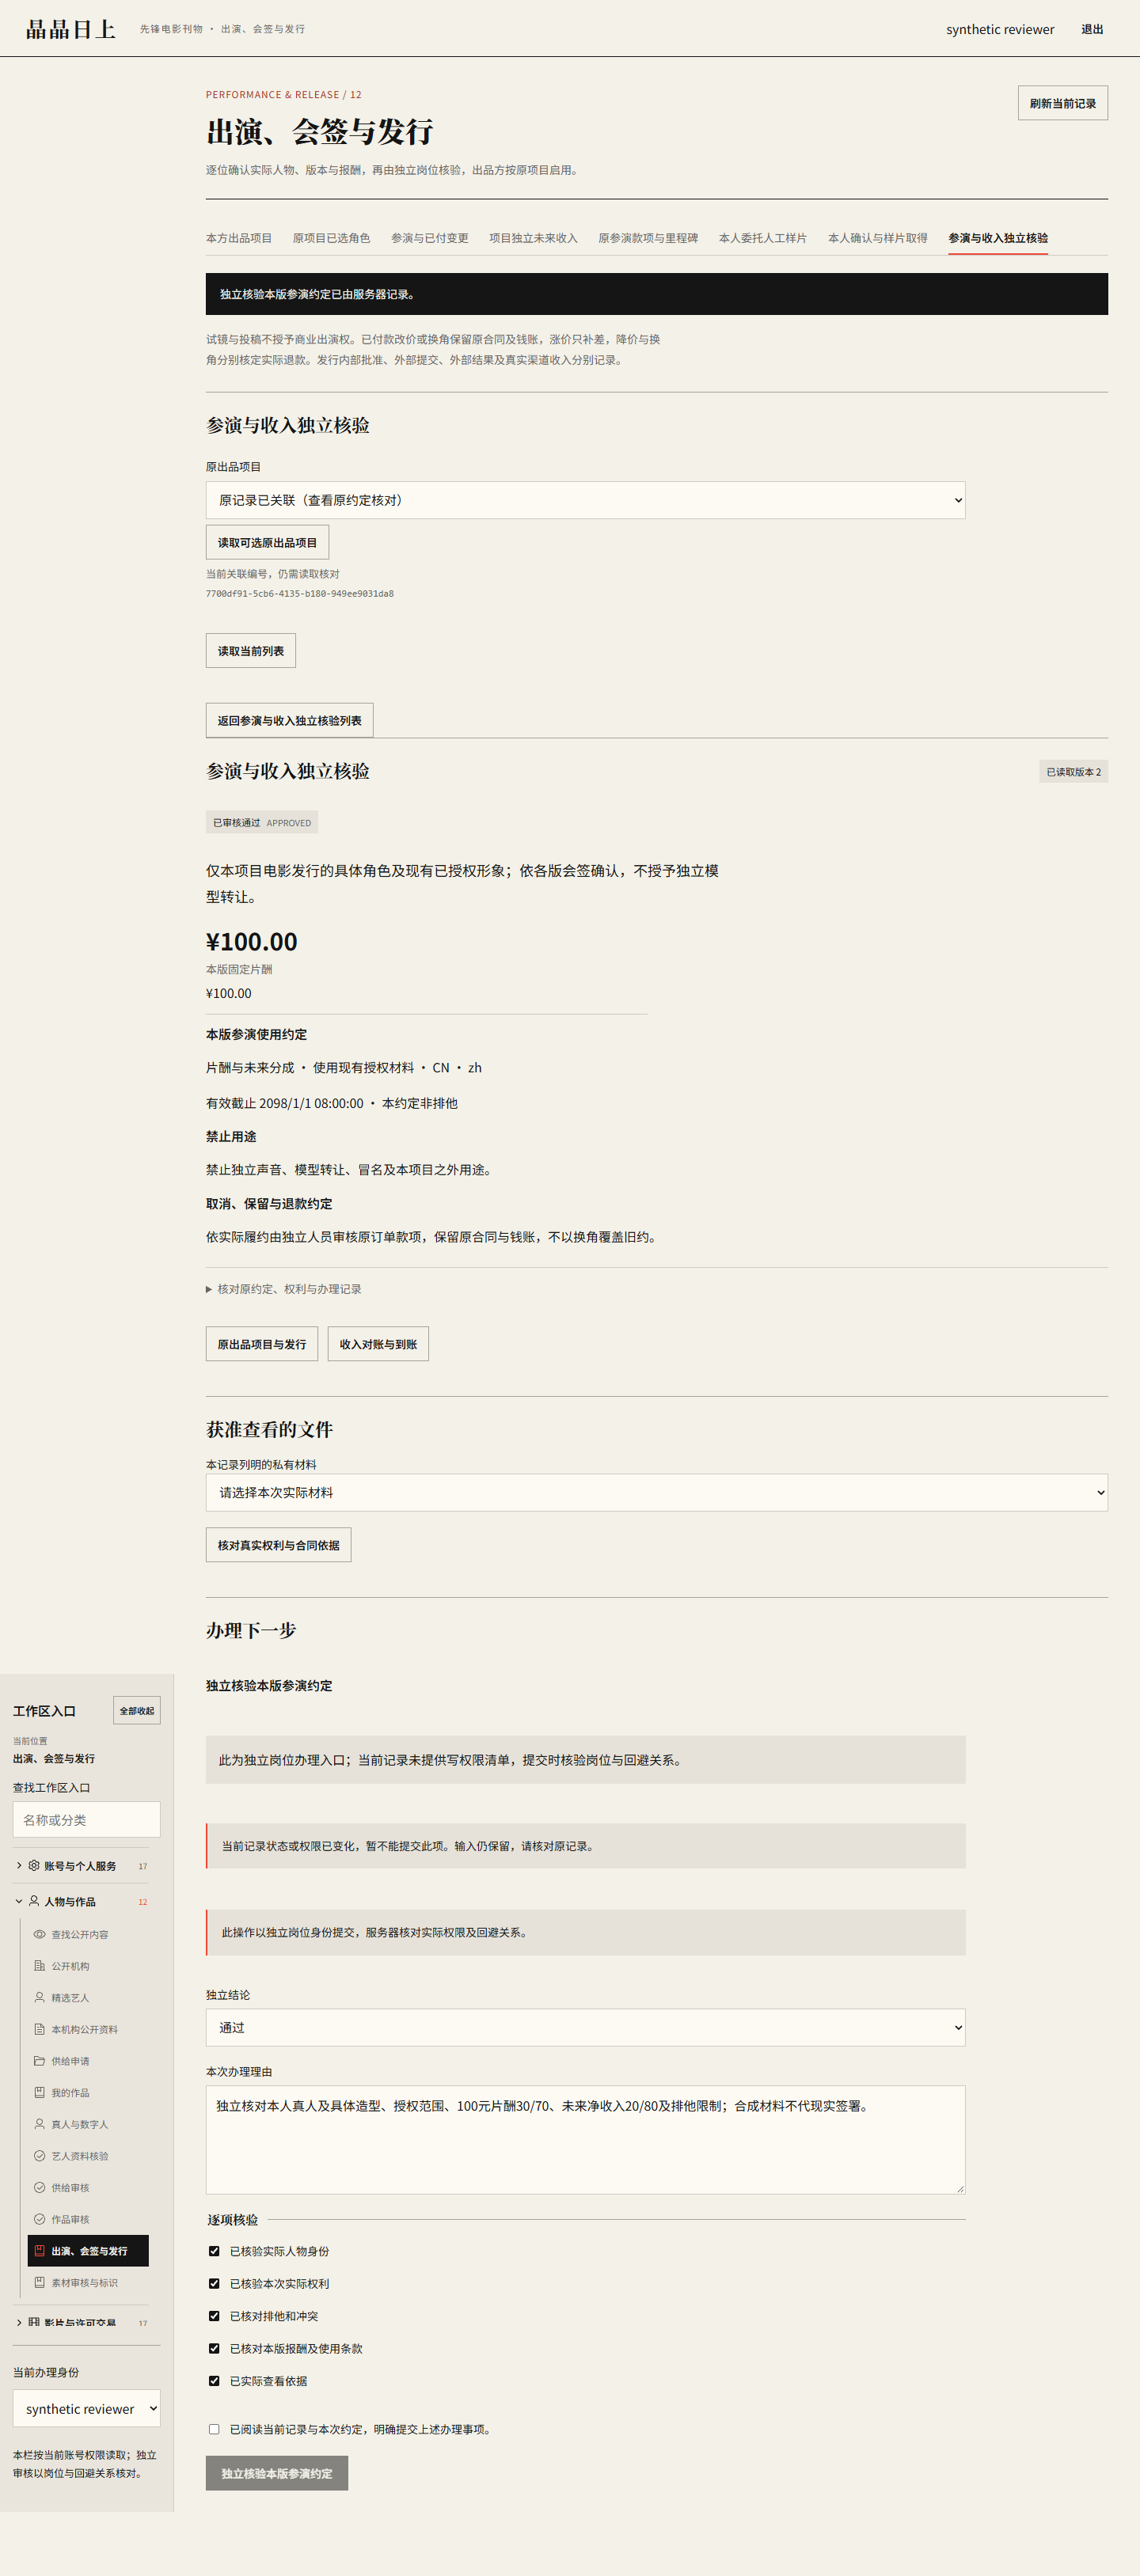 晶晶日上
先锋电影刊物 · 出演、会签与发行
synthetic reviewer
退出
PERFORMANCE & RELEASE / 12
出演、会签与发行
逐位确认实际人物、版本与报酬，再由独立岗位核验，出品方按原项目启用。
刷新当前记录
本方出品项目
原项目已选角色
参演与已付变更
项目独立未来收入
原参演款项与里程碑
本人委托人工样片
本人确认与样片取得
参演与收入独立核验
独立核验本版参演约定已由服务器记录。
试镜与投稿不授予商业出演权。已付款改价或换角保留原合同及钱账，涨价只补差，降价与换
角分别核定实际退款。发行内部批准、外部提交、外部结果及真实渠道收入分别记录。
参演与收入独立核验
原出品项目
原记录已关联（查看原约定核对）
读取可选原出品项目
当前关联编号，仍需读取核对
7700df91-5cb6-4135-b180-949ee9031da8
读取当前列表
返回参演与收入独立核验列表
参演与收入独立核验
已读取版本 2
已审核通过 APPROVED
仅本项目电影发行的具体角色及现有已授权形象；依各版会签确认，不授予独立模
型转让。
¥100.00
本版固定片酬
¥100.00
本版参演使用约定
片酬与未来分成 · 使用现有授权材料 · CN · zh
有效截止 2098/1/1 08:00:00 · 本约定非排他
禁止用途
禁止独立声音、模型转让、冒名及本项目之外用途。
取消、保留与退款约定
依实际履约由独立人员审核原订单款项，保留原合同与钱账，不以换角覆盖旧约。
核对原约定、权利与办理记录
原出品项目与发行
收入对账与到账
获准查看的文件
本记录列明的私有材料
请选择本次实际材料
核对真实权利与合同依据
办理下一步
独立核验本版参演约定
此为独立岗位办理入口；当前记录未提供写权限清单，提交时核验岗位与回避关系。
当前记录状态或权限已变化，暂不能提交此项。输入仍保留，请核对原记录。
此操作以独立岗位身份提交，服务器核对实际权限及回避关系。
独立结论
通过
本次办理理由
独立核对本人真人及具体造型、授权范围、100元片酬30/70、未来净收入20/80及排他限制；合成材料不代现实签署。
逐项核验
已核验实际人物身份
已核验本次实际权利
已核对排他和冲突
已核对本版报酬及使用条款
已实际查看依据
已阅读当前记录与本次约定，明确提交上述办理事项。
独立核验本版参演约定
工作区入口
全部收起
当前位置
出演、会签与发行
查找工作区入口
名称或分类
账号与个人服务 17
人物与作品 12
查找公开内容
公开机构
精选艺人
本机构公开资料
供给申请
我的作品
真人与数字人
艺人资料核验
供给审核
作品审核
出演、会签与发行
素材审核与标识
影片与许可交易 17
当前办理身份
synthetic reviewer
本栏按当前账号权限读取；独立
审核以岗位与回避关系核对。